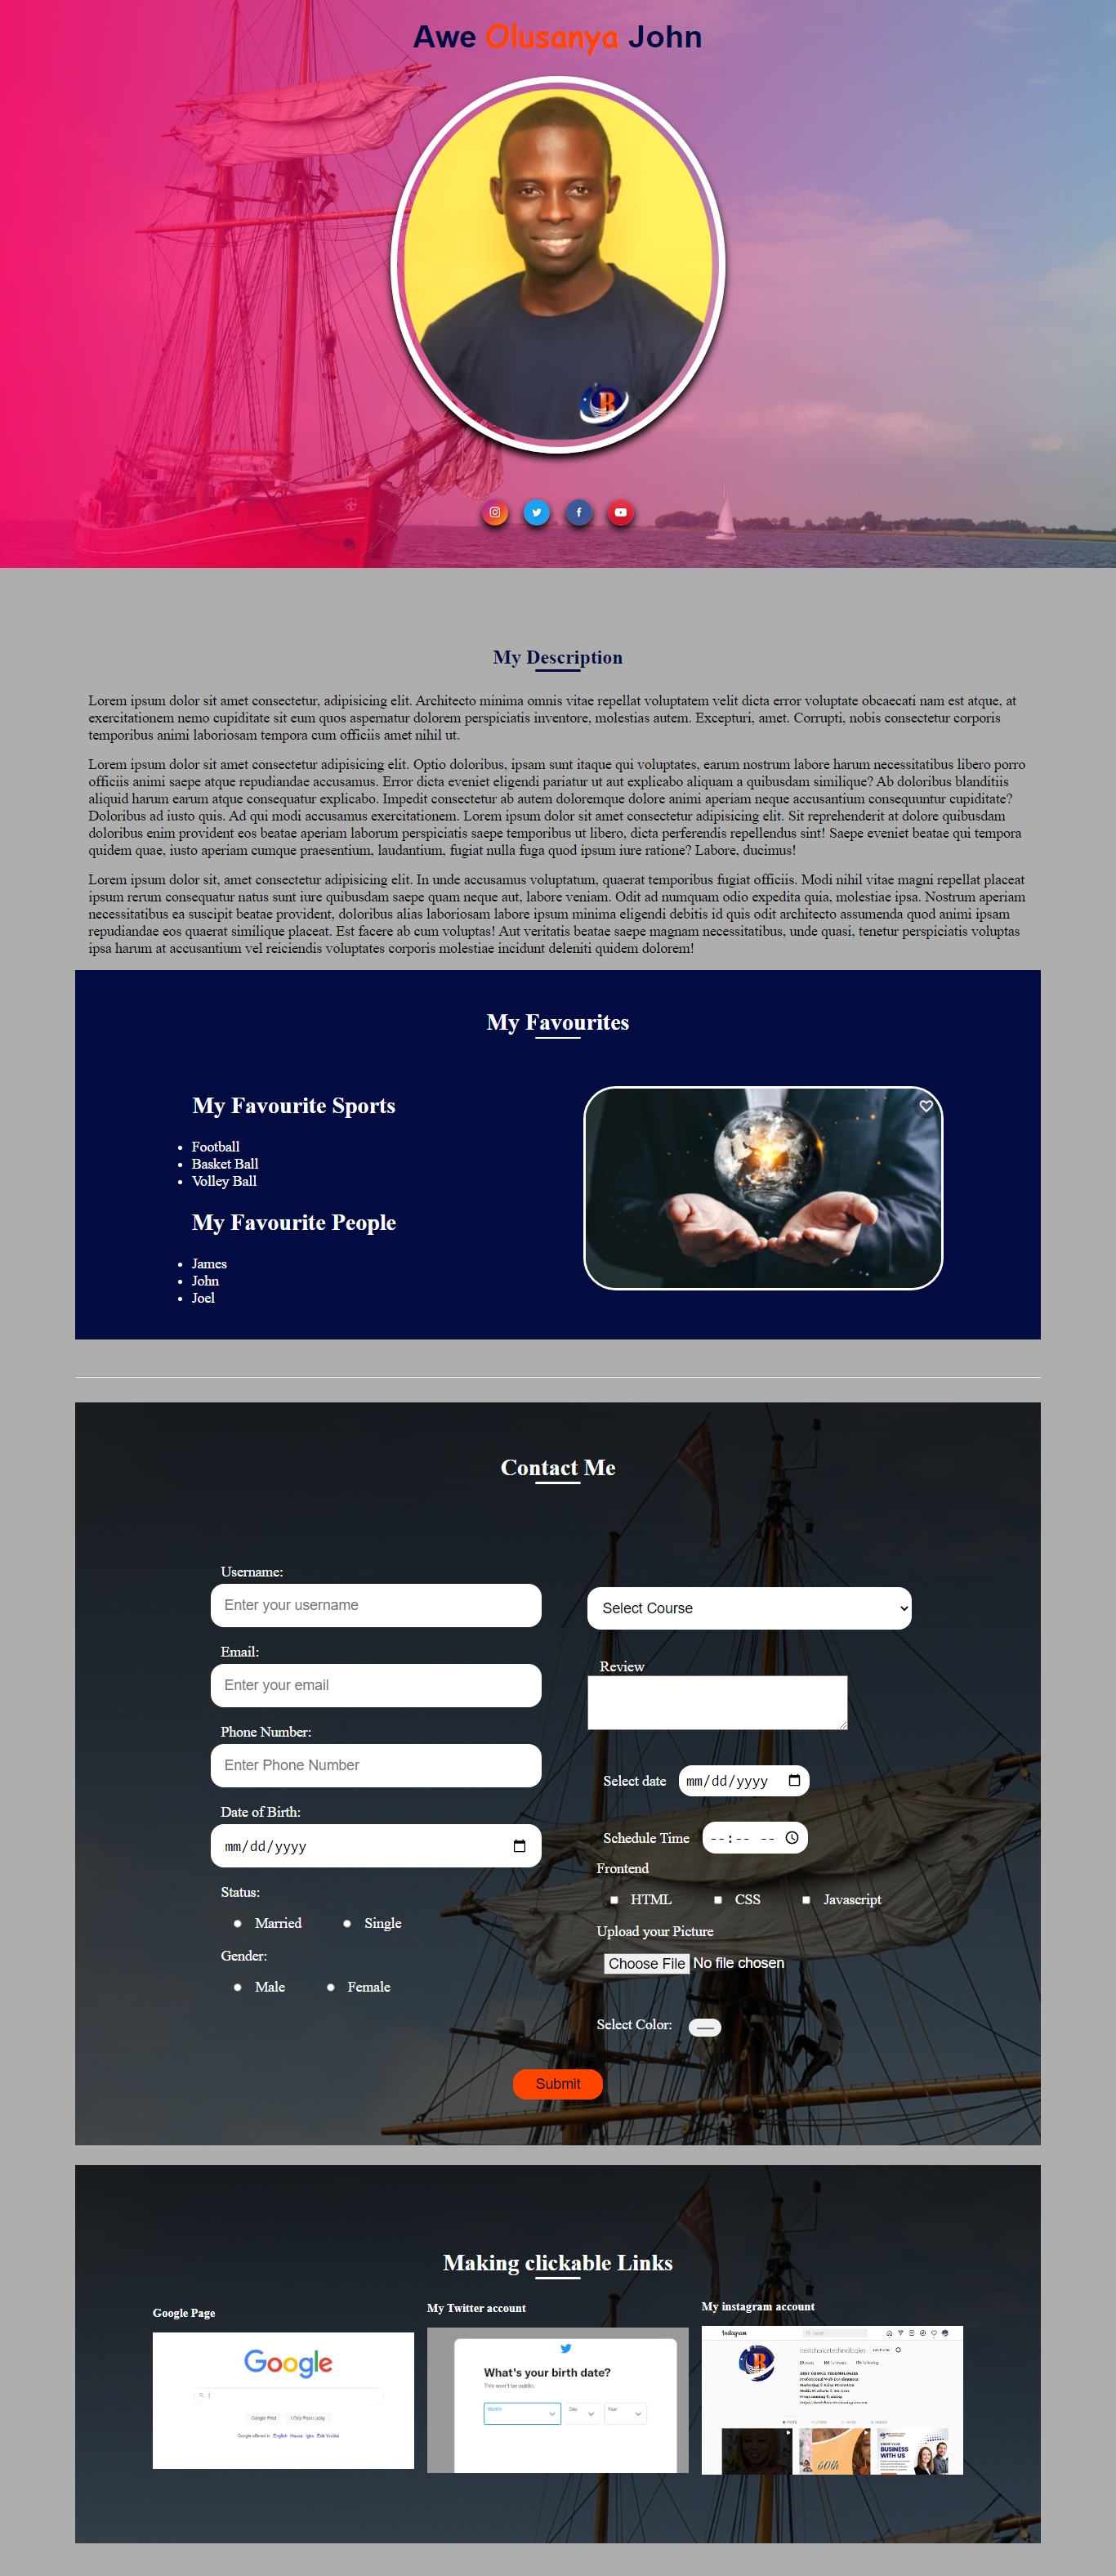 Awe Olusanya John
My Description
Lorem ipsum dolor sit amet consectetur, adipisicing elit. Architecto minima omnis vitae repellat voluptatem velit dicta error voluptate obcaecati nam est atque, at
exercitationem nemo cupiditate sit eum quos aspernatur dolorem perspiciatis inventore, molestias autem. Excepturi, amet. Corrupti, nobis consectetur corporis
temporibus animi laboriosam tempora cum officiis amet nihil ut.
Lorem ipsum dolor sit amet consectetur adipisicing elit. Optio doloribus, ipsam sunt itaque qui voluptates, earum nostrum labore harum necessitatibus libero porro
officiis animi saepe atque repudiandae accusamus. Error dicta eveniet eligendi pariatur ut aut explicabo aliquam a quibusdam similique? Ab doloribus blanditiis
aliquid harum earum atque consequatur explicabo. Impedit consectetur ab autem doloremque dolore animi aperiam neque accusantium consequuntur cupiditate?
Doloribus ad iusto quis. Ad qui modi accusamus exercitationem. Lorem ipsum dolor sit amet consectetur adipisicing elit. Sit reprehenderit at dolore quibusdam
doloribus enim provident eos beatae aperiam laborum perspiciatis saepe temporibus ut libero, dicta perferendis repellendus sint! Saepe eveniet beatae qui tempora
quidem quae, iusto aperiam cumque praesentium, laudantium, fugiat nulla fuga quod ipsum iure ratione? Labore, ducimus!
Lorem ipsum dolor sit, amet consectetur adipisicing elit. In unde accusamus voluptatum, quaerat temporibus fugiat officiis. Modi nihil vitae magni repellat placeat
ipsum rerum consequatur natus sunt iure quibusdam saepe quam neque aut, labore veniam. Odit ad numquam odio expedita quia, molestiae ipsa. Nostrum aperiam
necessitatibus ea suscipit beatae provident, doloribus alias laboriosam labore ipsum minima eligendi debitis id quis odit architecto assumenda quod animi ipsam
repudiandae eos quaerat similique placeat. Est facere ab cum voluptas! Aut veritatis beatae saepe magnam necessitatibus, unde quasi, tenetur perspiciatis voluptas
ipsa harum at accusantium vel reiciendis voluptates corporis molestiae incidunt deleniti quidem dolorem!
My Favourites
My Favourite Sports
Football
Basket Ball
Volley Ball
My Favourite People
James
John
Joel
Contact Me
Username:
Enter your username
Email:
Enter your email
Phone Number:
Enter Phone Number
Date of Birth:
mm/dd/yyyy
Status:
Married Single
Gender:
Male Female
Select Course
Review
Select date mm/dd/yyyy
Schedule Time --:-- --
Frontend
HTML CSS Javascript
Upload your Picture
Choose File No file chosen
Select Color:
Submit
Making clickable Links
Google Page
Google
My Twitter account
What's your birth date?
This won't be public.
Month Day Year
My instagram account
Instagram
bestchoicetechnologies
BUSINESS
WITH US